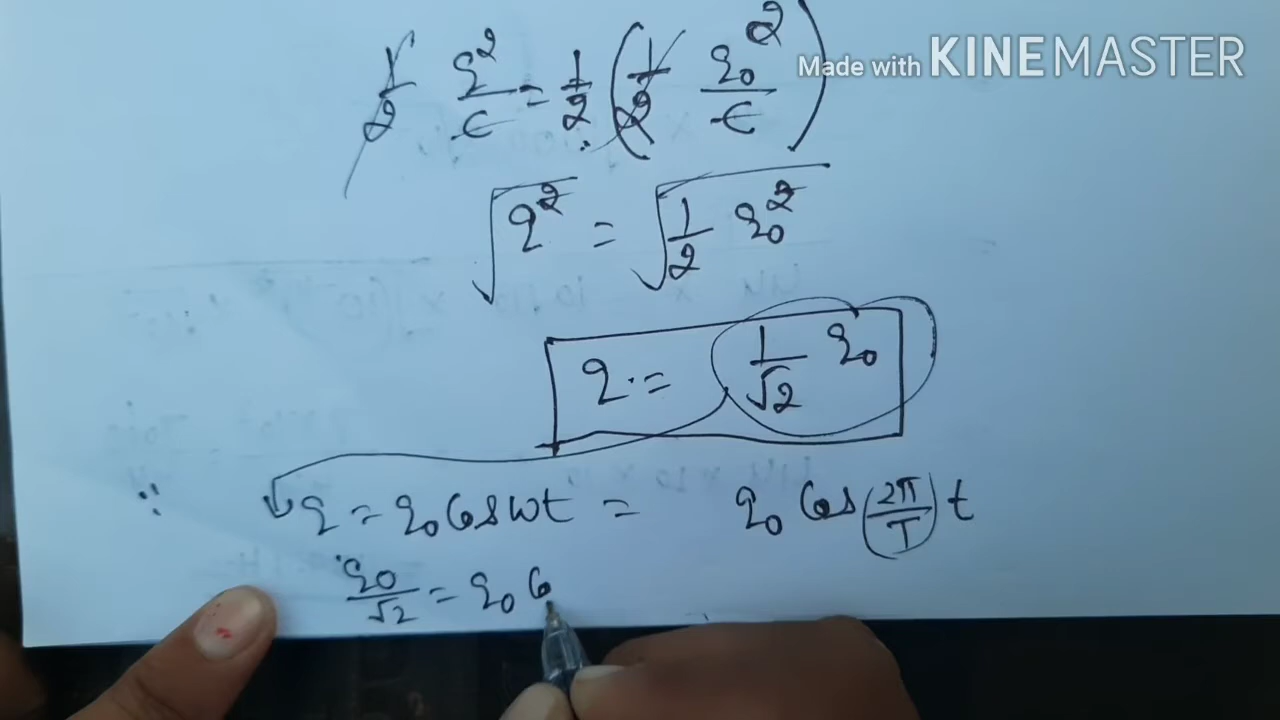 Made with KINEMASTER
1/2 q²/C = 1/2 (1/2 q₀²/C)
√q² = √(1/2 q₀²)
q = 1/√2 q₀
∵ q = q₀ Cos ωt = q₀ Cos (2π/T) t
q₀/√2 = q₀ Co